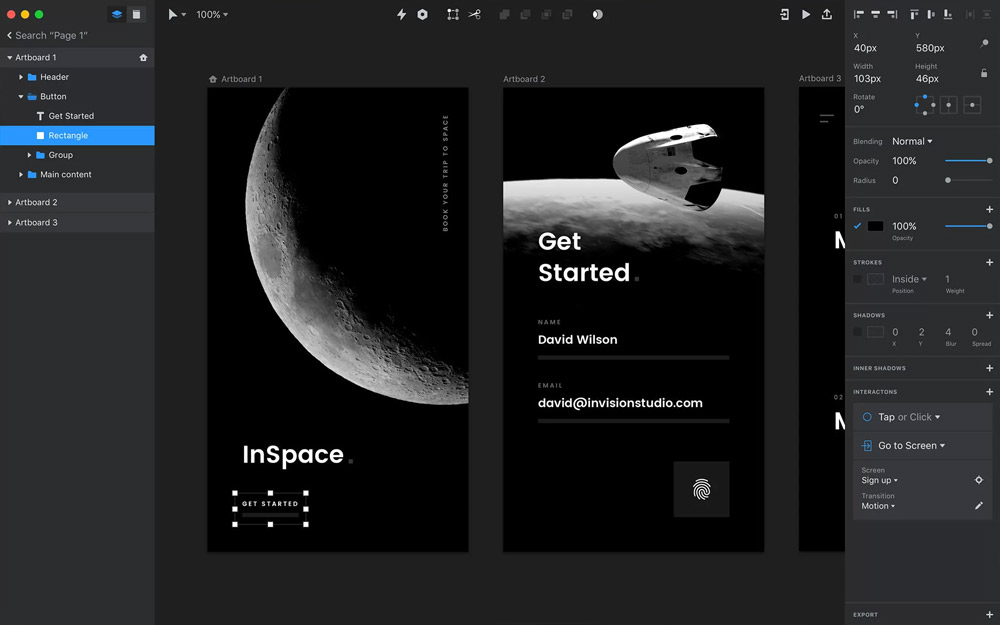 100%
Search "Page 1"
Artboard 1
Header
Button
Get Started
Rectangle
Group
Main content
Artboard 2
Artboard 3
Artboard 1
BOOK YOUR TRIP TO SPACE
InSpace.
GET STARTED
Artboard 2
Get
Started.
NAME
David Wilson
EMAIL
david@invisionstudio.com
Artboard 3
01
M
02
M
X Y
40px 580px
Width Height
103px 46px
Rotate
0°
Blending Normal
Opacity 100%
Radius 0
FILLS
100%
Opacity
STROKES
Inside 1
Position Weight
SHADOWS
0 2 4 0
X Y Blur Spread
INNER SHADOWS
INTERACTONS
Tap or Click
Go to Screen
Screen
Sign up
Transition
Motion
EXPORT